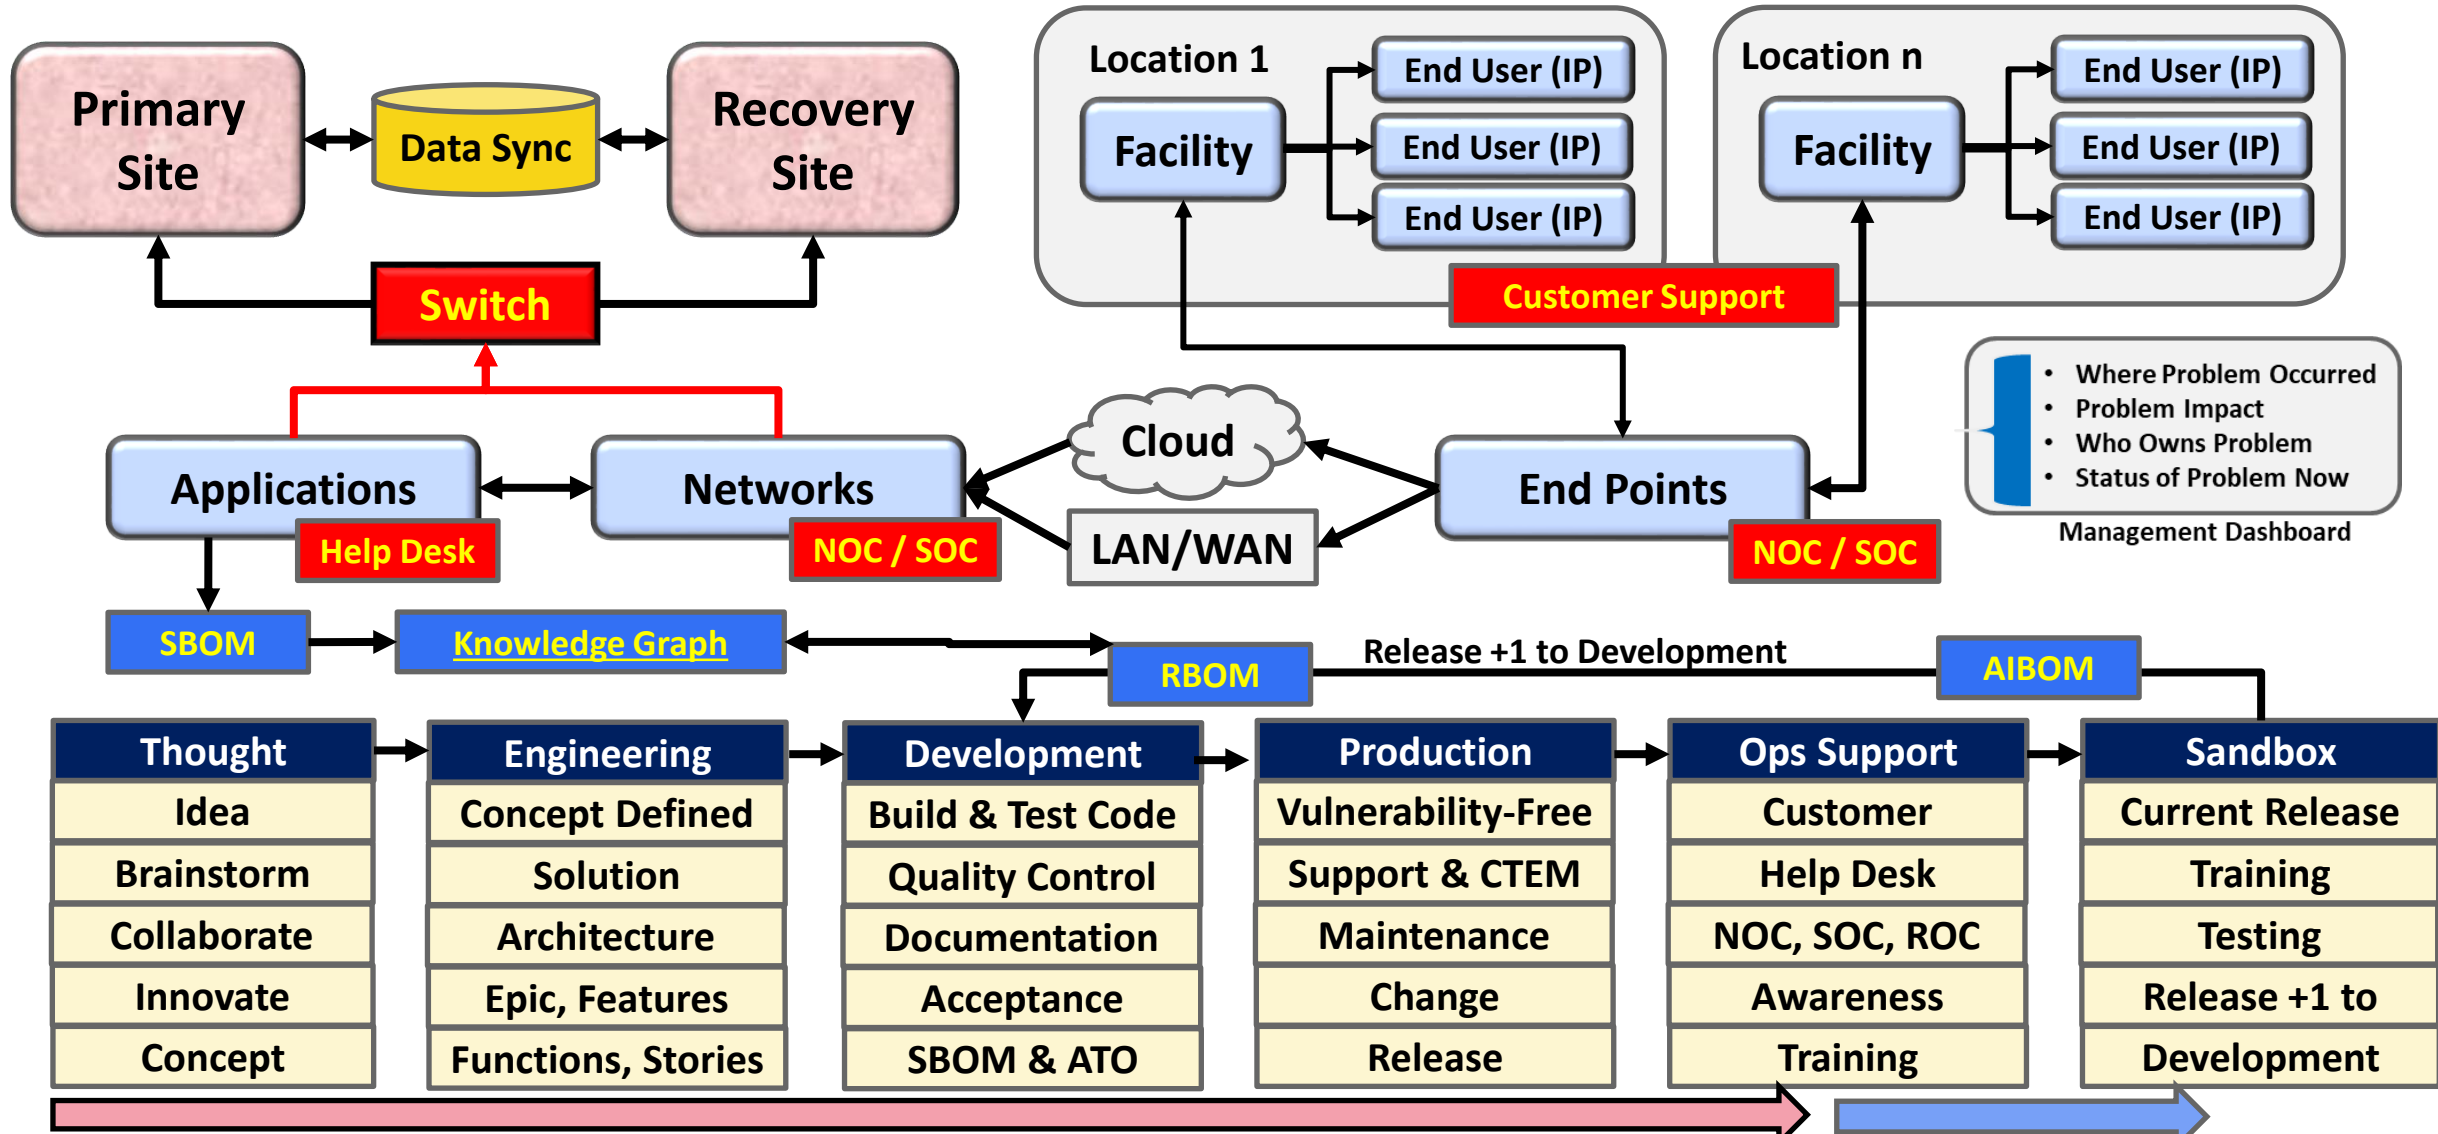 Primary
Site
Data Sync
Recovery
Site
Switch
Location 1
Facility
End User (IP)
End User (IP)
End User (IP)
Location n
Facility
End User (IP)
End User (IP)
End User (IP)
Customer Support
• Where Problem Occurred
• Problem Impact
• Who Owns Problem
• Status of Problem Now
Management Dashboard
Applications
Help Desk
Networks
NOC / SOC
Cloud
LAN/WAN
End Points
NOC / SOC
SBOM
Knowledge Graph
RBOM
Release +1 to Development
AIBOM
Thought
Idea
Brainstorm
Collaborate
Innovate
Concept
Engineering
Concept Defined
Solution
Architecture
Epic, Features
Functions, Stories
Development
Build & Test Code
Quality Control
Documentation
Acceptance
SBOM & ATO
Production
Vulnerability-Free
Support & CTEM
Maintenance
Change
Release
Ops Support
Customer
Help Desk
NOC, SOC, ROC
Awareness
Training
Sandbox
Current Release
Training
Testing
Release +1 to
Development